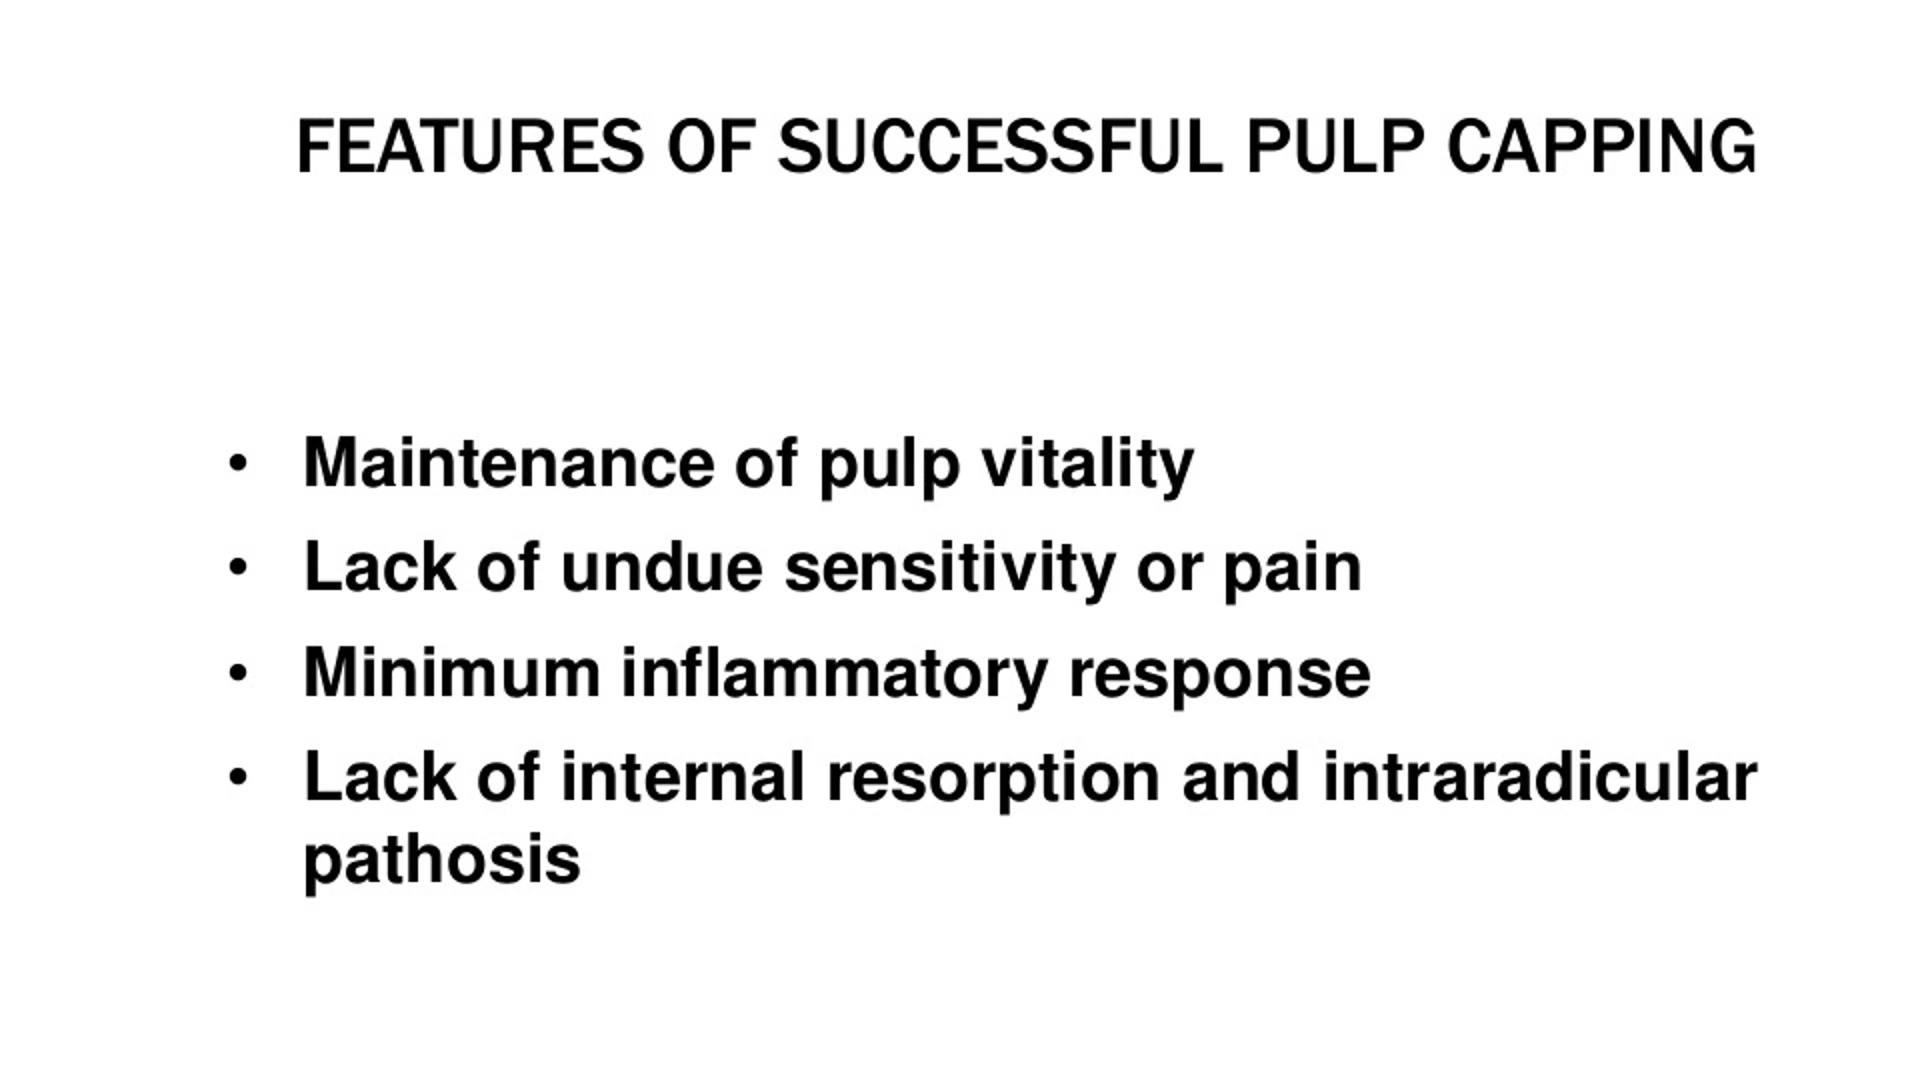 FEATURES OF SUCCESSFUL PULP CAPPING
• Maintenance of pulp vitality
• Lack of undue sensitivity or pain
• Minimum inflammatory response
• Lack of internal resorption and intraradicular
pathosis